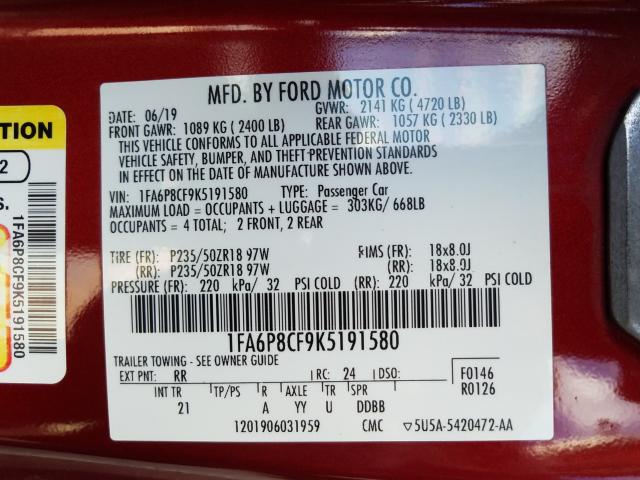 MFD. BY FORD MOTOR CO.
DATE: 06/19 GVWR: 2141 KG ( 4720 LB)
FRONT GAWR: 1089 KG ( 2400 LB) REAR GAWR: 1057 KG ( 2330 LB)
THIS VEHICLE CONFORMS TO ALL APPLICABLE FEDERAL MOTOR
VEHICLE SAFETY, BUMPER, AND THEFT PREVENTION STANDARDS
IN EFFECT ON THE DATE OF MANUFACTURE SHOWN ABOVE.
VIN: 1FA6P8CF9K5191580 TYPE: Passenger Car
MAXIMUM LOAD = OCCUPANTS + LUGGAGE = 303KG/ 668LB
OCCUPANTS = 4 TOTAL; 2 FRONT, 2 REAR
TIRE (FR): P235/50ZR18 97W RIMS (FR): 18x8.0J
(RR): P235/50ZR18 97W (RR): 18x8.0J
PRESSURE (FR): 220 kPa/ 32 PSI COLD (RR): 220 kPa/ 32 PSI COLD
1FA6P8CF9K5191580
TRAILER TOWING - SEE OWNER GUIDE
EXT PNT: RR RC: 24 DSO: F0146
R0126
INT TR TP/PS R AXLE TR SPR
21 A YY U DDBB
1201906031959 CMC ▽5U5A-5420472-AA
TION
2
S.
1FA6P8CF9K5191580